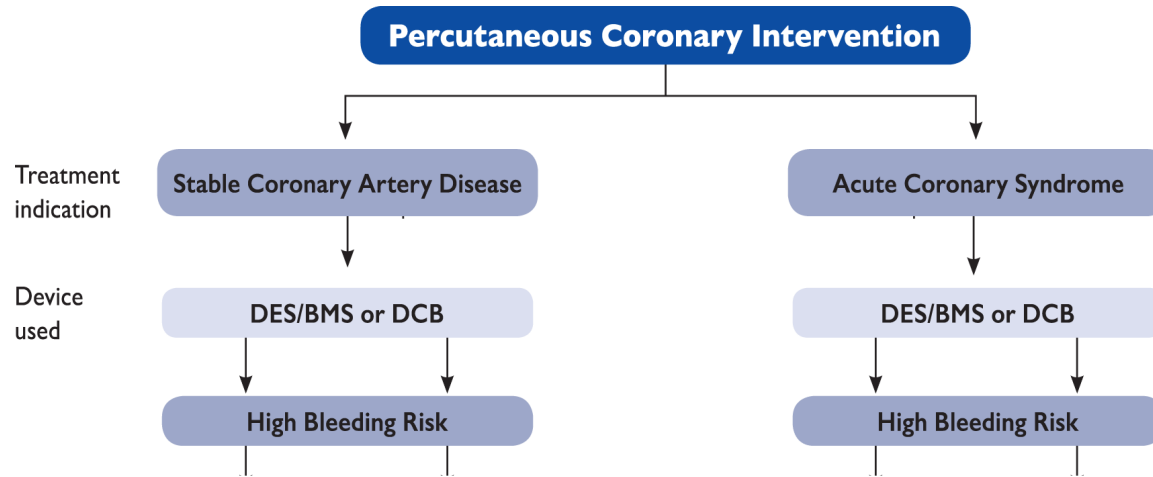 Percutaneous Coronary Intervention
Treatment
indication
Stable Coronary Artery Disease
Acute Coronary Syndrome
Device
used
DES/BMS or DCB
DES/BMS or DCB
High Bleeding Risk
High Bleeding Risk